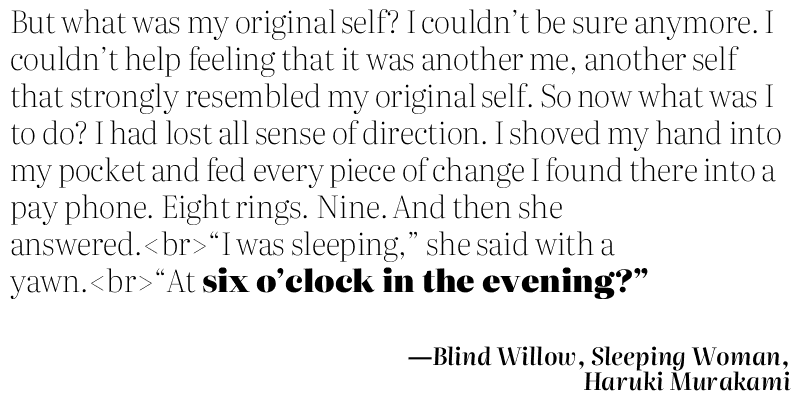 But what was my original self? I couldn’t be sure anymore. I
couldn’t help feeling that it was another me, another self
that strongly resembled my original self. So now what was I
to do? I had lost all sense of direction. I shoved my hand into
my pocket and fed every piece of change I found there into a
pay phone. Eight rings. Nine. And then she
answered.<br>“I was sleeping,” she said with a
yawn.<br>“At six o’clock in the evening?”
—Blind Willow, Sleeping Woman,
Haruki Murakami